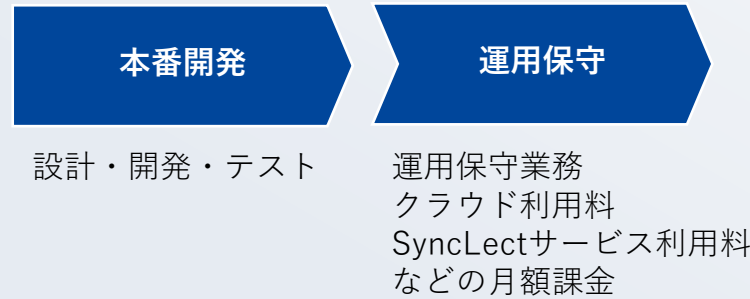 本番開発
運用保守
設計・開発・テスト
運用保守業務
クラウド利用料
SyncLectサービス利用料
などの月額課金